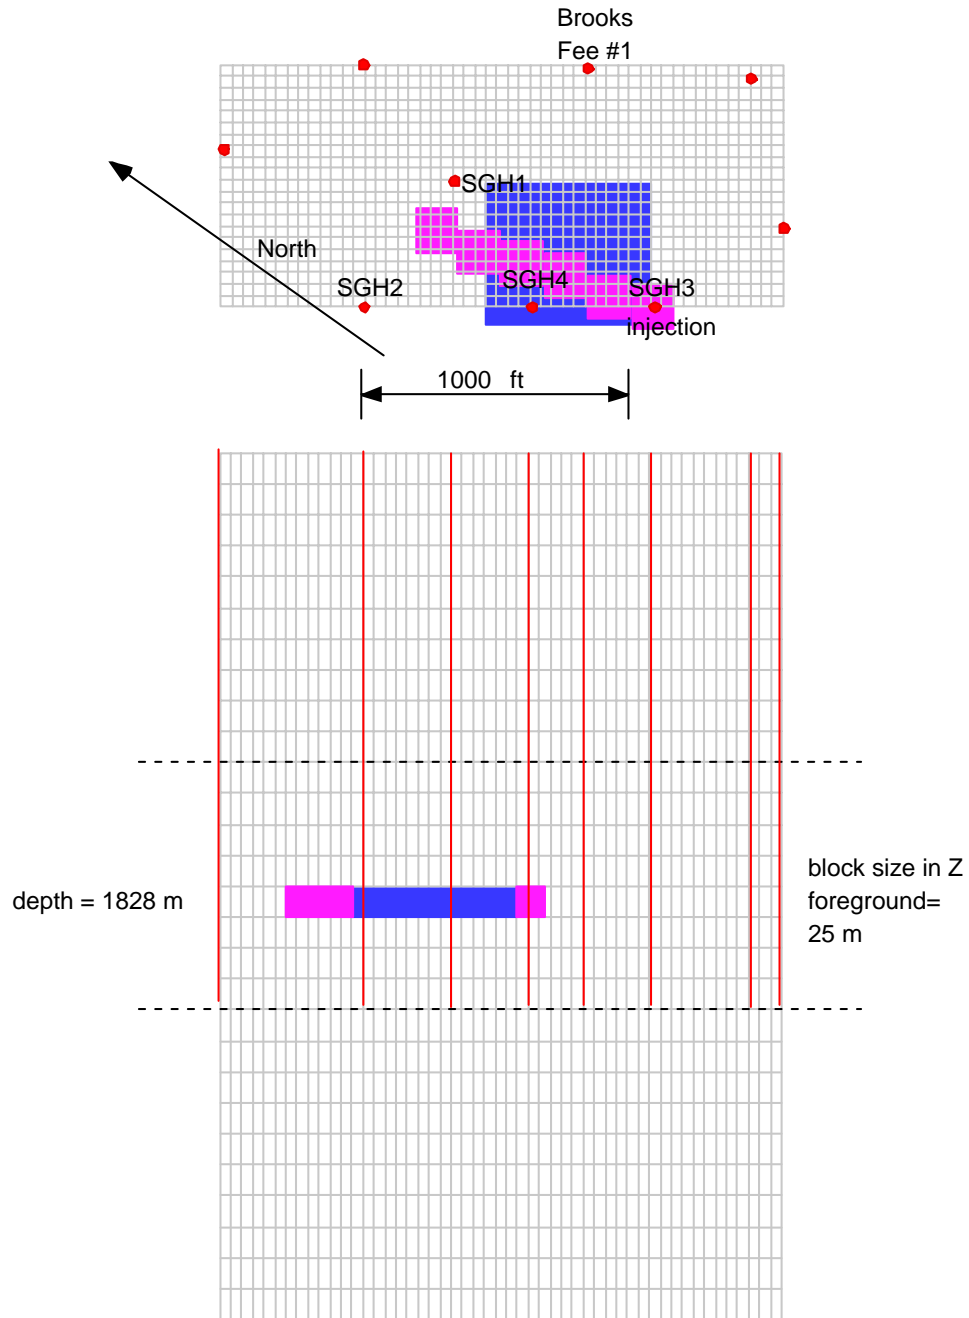 Brooks
Fee #1
SGH1
North
SGH2
SGH4
SGH3
injection
1000 ft
depth = 1828 m
block size in Z
foreground=
25 m